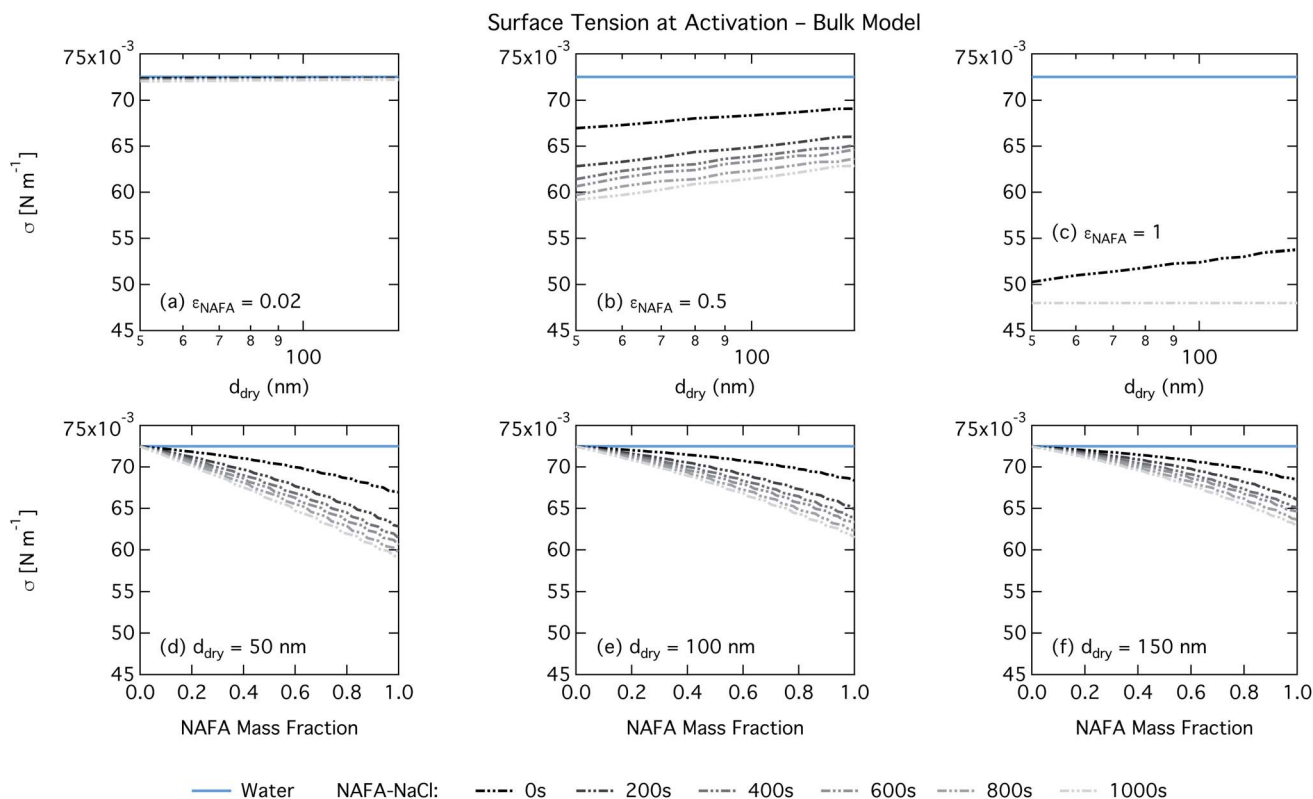 Surface Tension at Activation – Bulk Model
75x10⁻³
70
65
60
55
50
45
σ [N m⁻¹]
(a) ε_NAFA = 0.02
5 6 7 8 9
100
d_dry (nm)
75x10⁻³
70
65
60
55
50
45
(b) ε_NAFA = 0.5
5 6 7 8 9
100
d_dry (nm)
75x10⁻³
70
65
60
55
50
45
(c) ε_NAFA = 1
5 6 7 8 9
100
d_dry (nm)
75x10⁻³
70
65
60
55
50
45
σ [N m⁻¹]
(d) d_dry = 50 nm
0.0 0.2 0.4 0.6 0.8 1.0
NAFA Mass Fraction
75x10⁻³
70
65
60
55
50
45
(e) d_dry = 100 nm
0.0 0.2 0.4 0.6 0.8 1.0
NAFA Mass Fraction
75x10⁻³
70
65
60
55
50
45
(f) d_dry = 150 nm
0.0 0.2 0.4 0.6 0.8 1.0
NAFA Mass Fraction
Water NAFA-NaCl: 0s 200s 400s 600s 800s 1000s